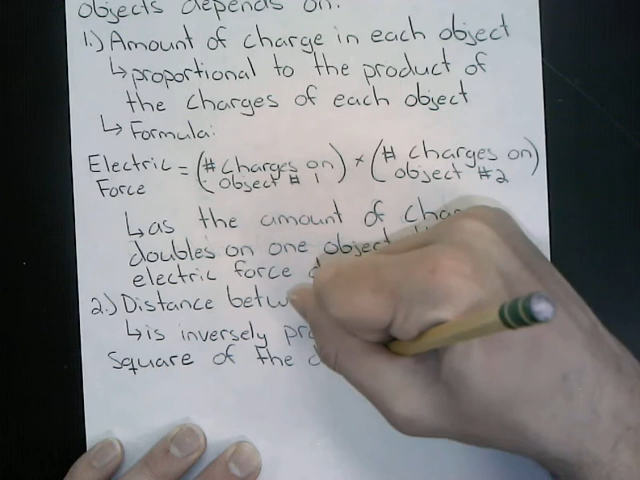 objects depends on:
1.) Amount of charge in each object
↳ proportional to the product of
the charges of each object
↳ Formula:
Electric Force = (# charges on object # 1) × (# charges on object #2)
↳ as the amount of
doubles on one object
electric force
2.) Distance
↳ is inversely
square of the